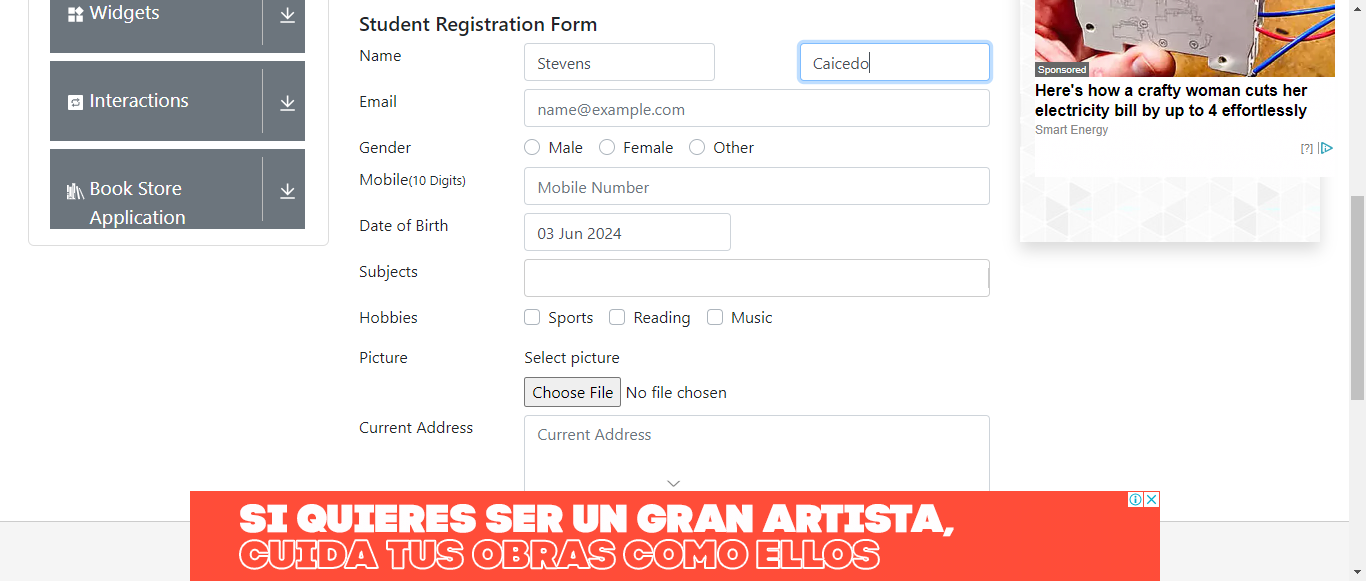 Widgets
Interactions
Book Store
Application
Student Registration Form
Name
Stevens
Caicedo
Email
name@example.com
Gender
Male
Female
Other
Mobile(10 Digits)
Mobile Number
Date of Birth
03 Jun 2024
Subjects
Hobbies
Sports
Reading
Music
Picture
Select picture
Choose File No file chosen
Current Address
Current Address
Sponsored
Here's how a crafty woman cuts her
electricity bill by up to 4 effortlessly
Smart Energy
[?]
SI QUIERES SER UN GRAN ARTISTA,
CUIDA TUS OBRAS COMO ELLOS